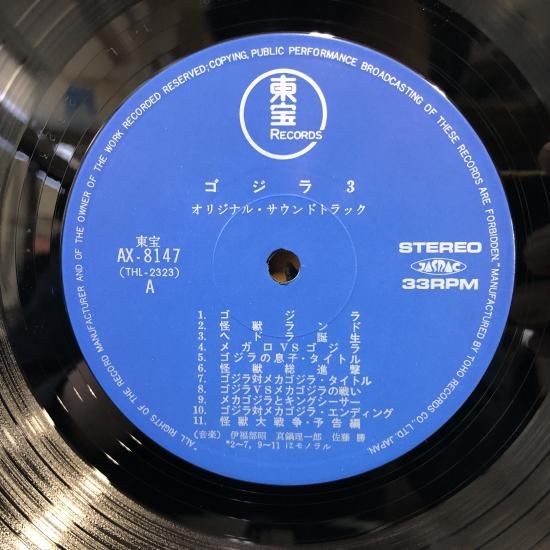 "ALL RIGHTS OF THE RECORD MANUFACTURER AND OF THE OWNER OF THE WORK RECORDED RESERVED; COPYING, PUBLIC PERFORMANCE BROADCASTING OF THESE RECORDS ARE FORBIDDEN." MANUFACTURED BY TOHO RECORDS CO., LTD. JAPAN.
東宝
RECORDS
ゴジラ 3
オリジナル・サウンドトラック
東宝
AX-8147
(THL-2323)
A
STEREO
JASRAC
33RPM
1. ゴジラ
2. 怪獣ランド
3. ヘドラ誕生
4. メガロVSゴジラ
5. ゴジラの息子・タイトル
6. 怪獣総進撃
7. ゴジラ対メカゴジラ・タイトル
8. ゴジラVSメカゴジラの戦い
9. メカゴジラとキングシーサー
10. ゴジラ対メカゴジラ・エンディング
11. 怪獣大戦争・予告編
(音楽) 伊福部昭 真鍋理一郎 佐藤 勝
*2~7, 9~11 はモノラル